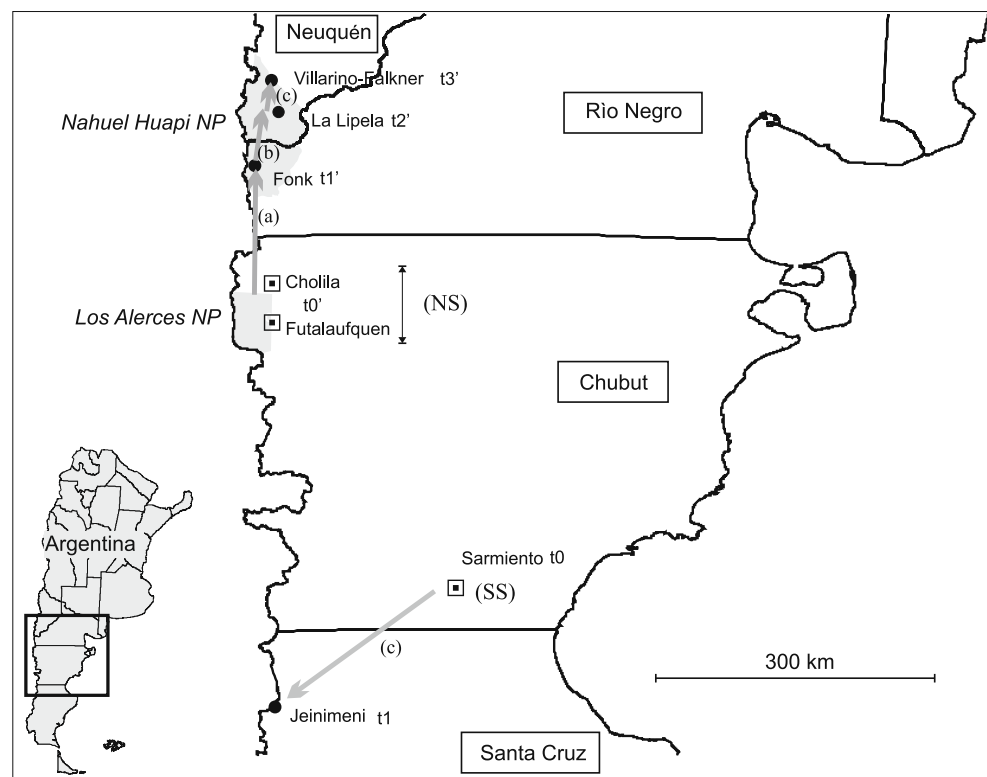 Neuquén
Villarino-Falkner t3'
(c)
Nahuel Huapi NP
La Lipela t2'
Rìo Negro
(b)
Fonk t1'
(a)
Cholila
t0'
(NS)
Los Alerces NP
Futalaufquen
Chubut
Argentina
Sarmiento t0
(SS)
(c)
300 km
Jeinimeni t1
Santa Cruz